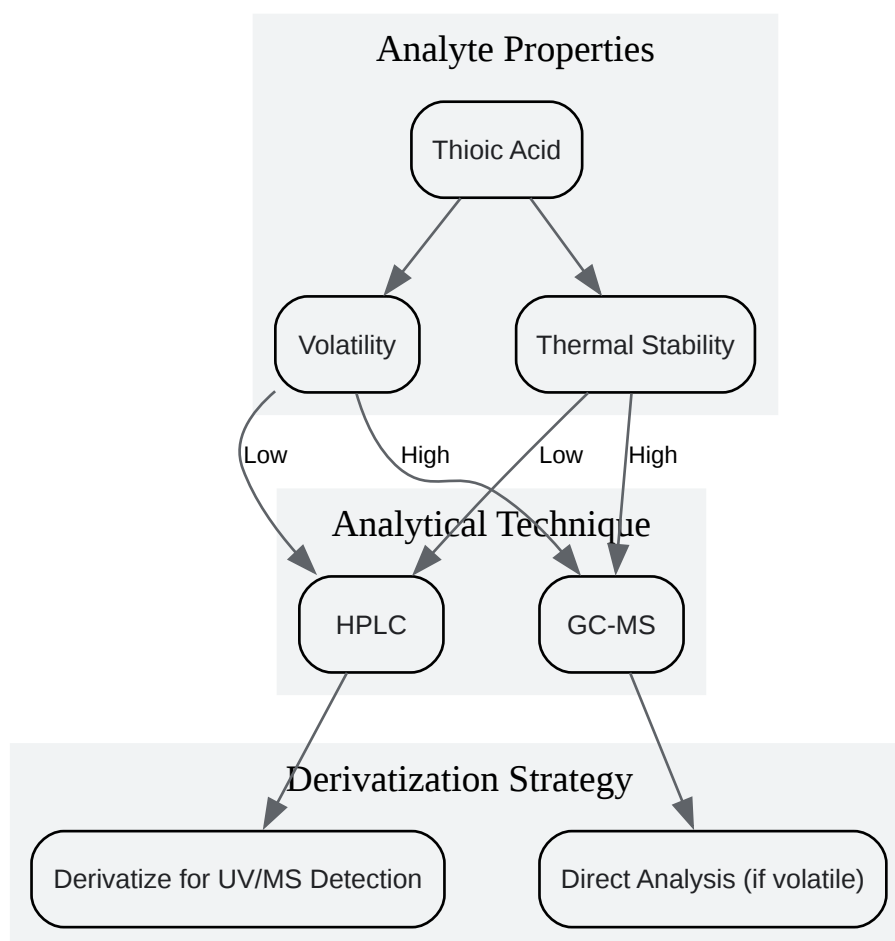 Analyte Properties
Thioic Acid
Volatility
Thermal Stability
Low
High
Low
High
Analytical Technique
HPLC
GC-MS
Derivatization Strategy
Derivatize for UV/MS Detection
Direct Analysis (if volatile)